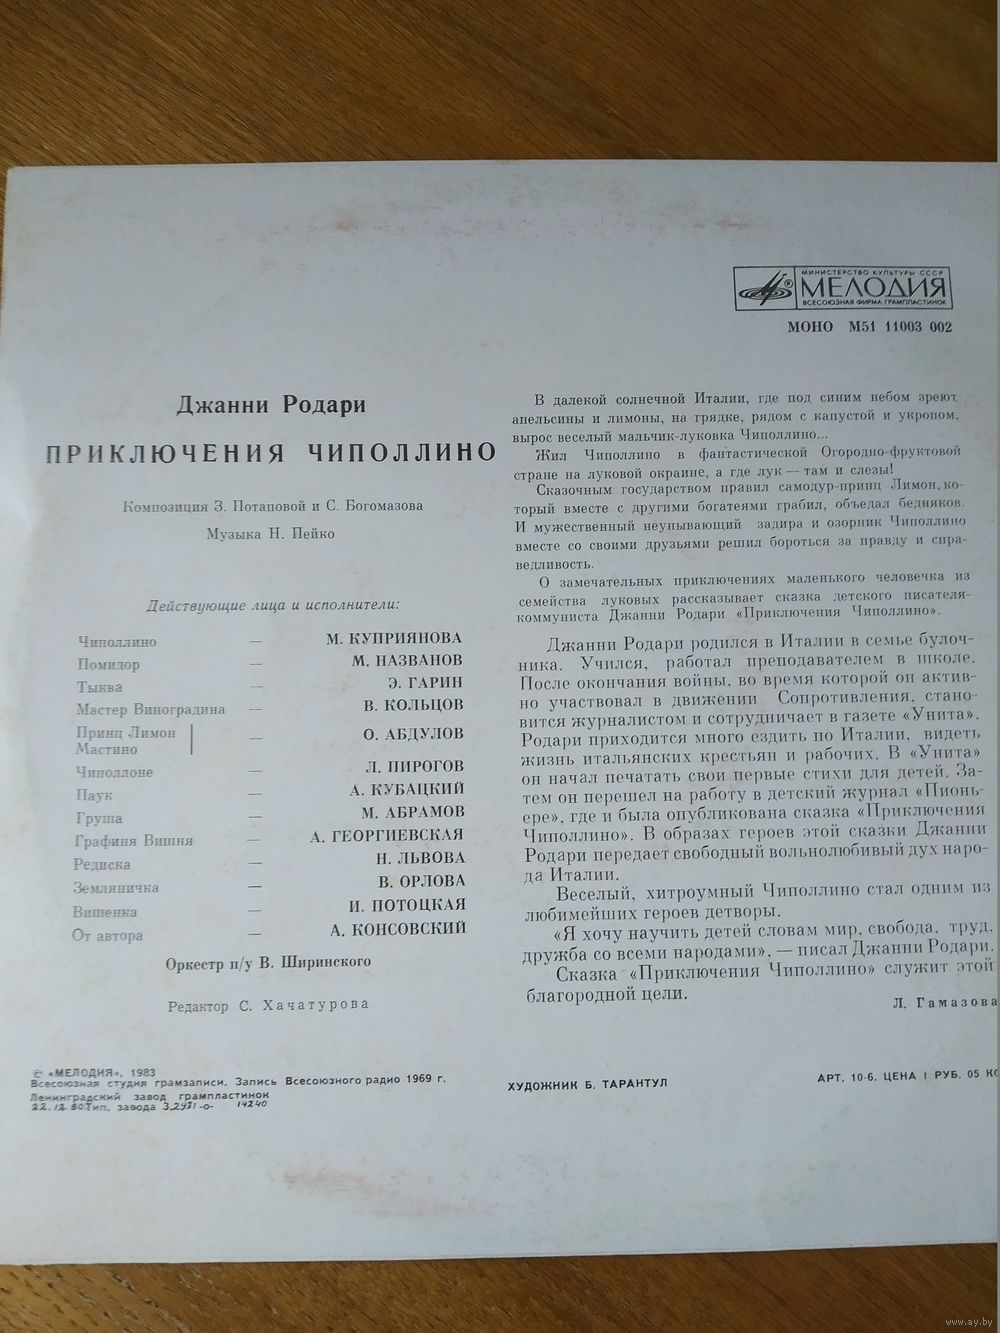 МИНИСТЕРСТВО КУЛЬТУРЫ СССР
МЕЛОДИЯ
ВСЕСОЮЗНАЯ ФИРМА ГРАМПЛАСТИНОК
МОНО М51 11003 002
Джанни Родари
ПРИКЛЮЧЕНИЯ ЧИПОЛЛИНО
Композиция З. Потаповой и С. Богомазова
Музыка Н. Пейко
Действующие лица и исполнители:
Чиполлино — М. КУПРИЯНОВА
Помидор — М. НАЗВАНОВ
Тыква — Э. ГАРИН
Мастер Виноградина — В. КОЛЬЦОВ
Принц Лимон
Мастино — О. АБДУЛОВ
Чиполлоне — Л. ПИРОГОВ
Паук — А. КУБАЦКИЙ
Груша — М. АБРАМОВ
Графиня Вишня — А. ГЕОРГИЕВСКАЯ
Редиска — Н. ЛЬВОВА
Земляничка — В. ОРЛОВА
Вишенка — И. ПОТОЦКАЯ
От автора — А. КОНСОВСКИЙ
Оркестр п/у В. Ширинского
Редактор С. Хачатурова
В далекой солнечной Италии, где под синим небом зреют
апельсины и лимоны, на грядке, рядом с капустой и укропом,
вырос веселый мальчик-луковка Чиполлино...
Жил Чиполлино в фантастической Огородно-фруктовой
стране на луковой окраине, а где лук — там и слезы!
Сказочным государством правил самодур-принц Лимон, ко-
торый вместе с другими богатеями грабил, объедал бедняков.
И мужественный неунывающий задира и озорник Чиполлино
вместе со своими друзьями решил бороться за правду и спра-
ведливость.
О замечательных приключениях маленького человечка из
семейства луковых рассказывает сказка детского писателя-
коммуниста Джанни Родари «Приключения Чиполлино».
Джанни Родари родился в Италии в семье булоч-
ника. Учился, работал преподавателем в школе.
После окончания войны, во время которой он актив-
но участвовал в движении Сопротивления, стано-
вится журналистом и сотрудничает в газете «Унита».
Родари приходится много ездить по Италии, видеть
жизнь итальянских крестьян и рабочих. В «Унита»
он начал печатать свои первые стихи для детей. За-
тем он перешел на работу в детский журнал «Пионь-
ере», где и была опубликована сказка «Приключения
Чиполлино». В образах героев этой сказки Джанни
Родари передает свободный вольнолюбивый дух наро-
да Италии.
Веселый, хитроумный Чиполлино стал одним из
любимейших героев детворы.
«Я хочу научить детей словам мир, свобода, труд,
дружба со всеми народами», — писал Джанни Родари.
Сказка «Приключения Чиполлино» служит этой
благородной цели.
Л. Гамазова
© «МЕЛОДИЯ», 1983
Всесоюзная студия грамзаписи. Запись Всесоюзного радио 1969 г.
Ленинградский завод грампластинок
22.12.80. Тип. завода З. 2931-о- 14240
ХУДОЖНИК Б. ТАРАНТУЛ
АРТ. 10-6. ЦЕНА 1 РУБ. 05 КО
www.ay.by